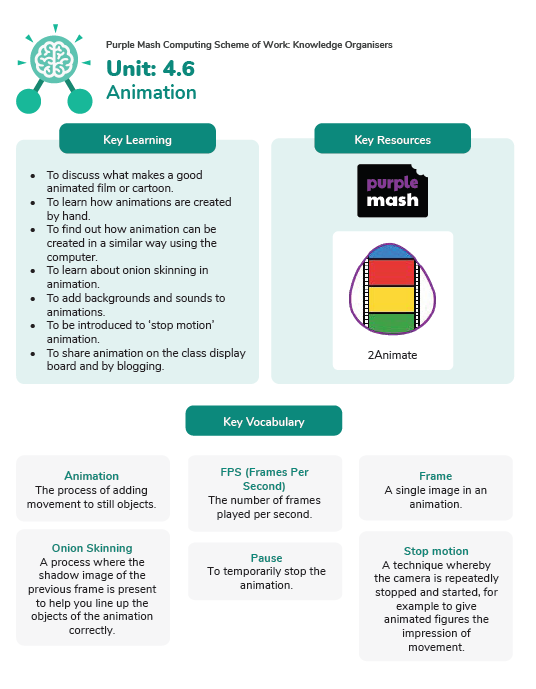 Purple Mash Computing Scheme of Work: Knowledge Organisers
Unit: 4.6
Animation
Key Learning
• To discuss what makes a good
animated film or cartoon.
• To learn how animations are created
by hand.
• To find out how animation can be
created in a similar way using the
computer.
• To learn about onion skinning in
animation.
• To add backgrounds and sounds to
animations.
• To be introduced to ‘stop motion’
animation.
• To share animation on the class display
board and by blogging.
Key Resources
purple
mash
2Animate
Key Vocabulary
Animation
The process of adding
movement to still objects.
FPS (Frames Per
Second)
The number of frames
played per second.
Frame
A single image in an
animation.
Onion Skinning
A process where the
shadow image of the
previous frame is present
to help you line up the
objects of the animation
correctly.
Pause
To temporarily stop the
animation.
Stop motion
A technique whereby
the camera is repeatedly
stopped and started, for
example to give
animated figures the
impression of
movement.